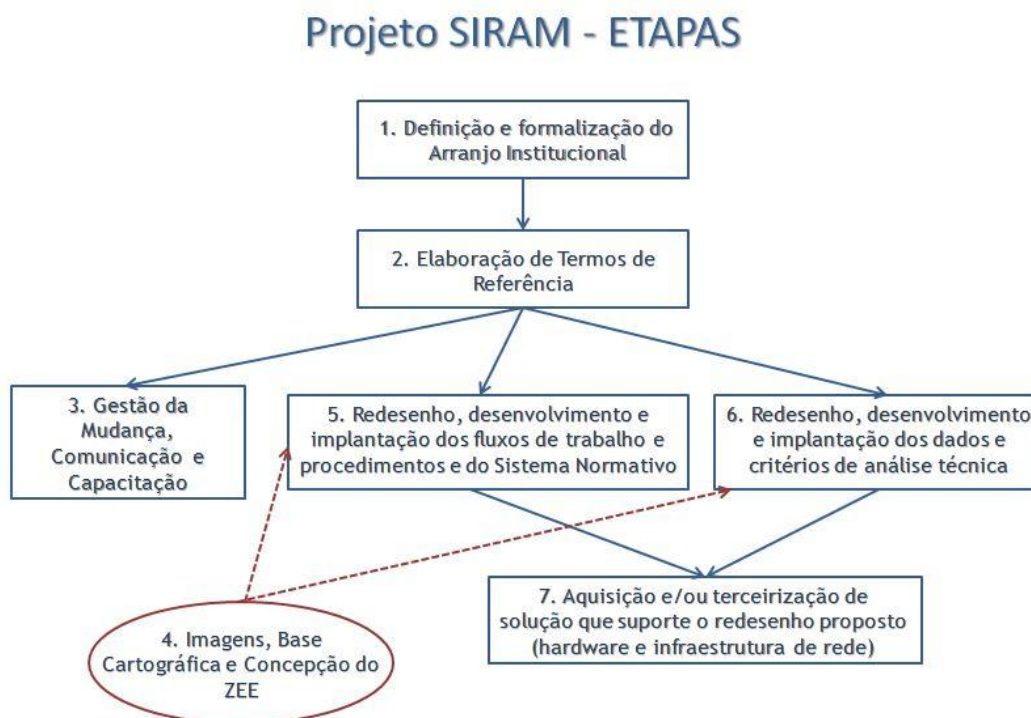 Projeto SIRAM - ETAPAS
1. Definição e formalização do
Arranjo Institucional
2. Elaboração de Termos de
Referência
3. Gestão da
Mudança,
Comunicação e
Capacitação
5. Redesenho, desenvolvimento e
implantação dos fluxos de trabalho e
procedimentos e do Sistema Normativo
6. Redesenho, desenvolvimento
e implantação dos dados e
critérios de análise técnica
4. Imagens, Base
Cartográfica e Concepção do
ZEE
7. Aquisição e/ou terceirização de
solução que suporte o redesenho proposto
(hardware e infraestrutura de rede)